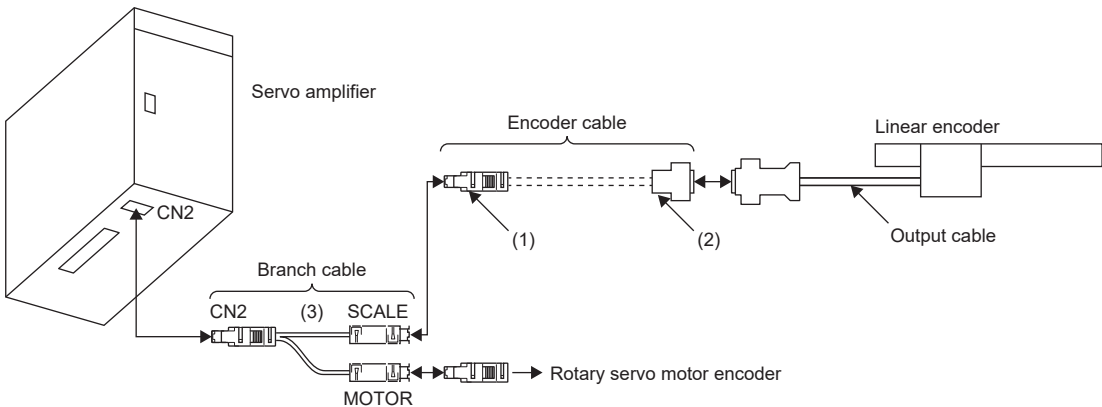 Servo amplifier
Encoder cable
Linear encoder
CN2
(1)
(2)
Output cable
Branch cable
CN2
(3)
SCALE
Rotary servo motor encoder
MOTOR